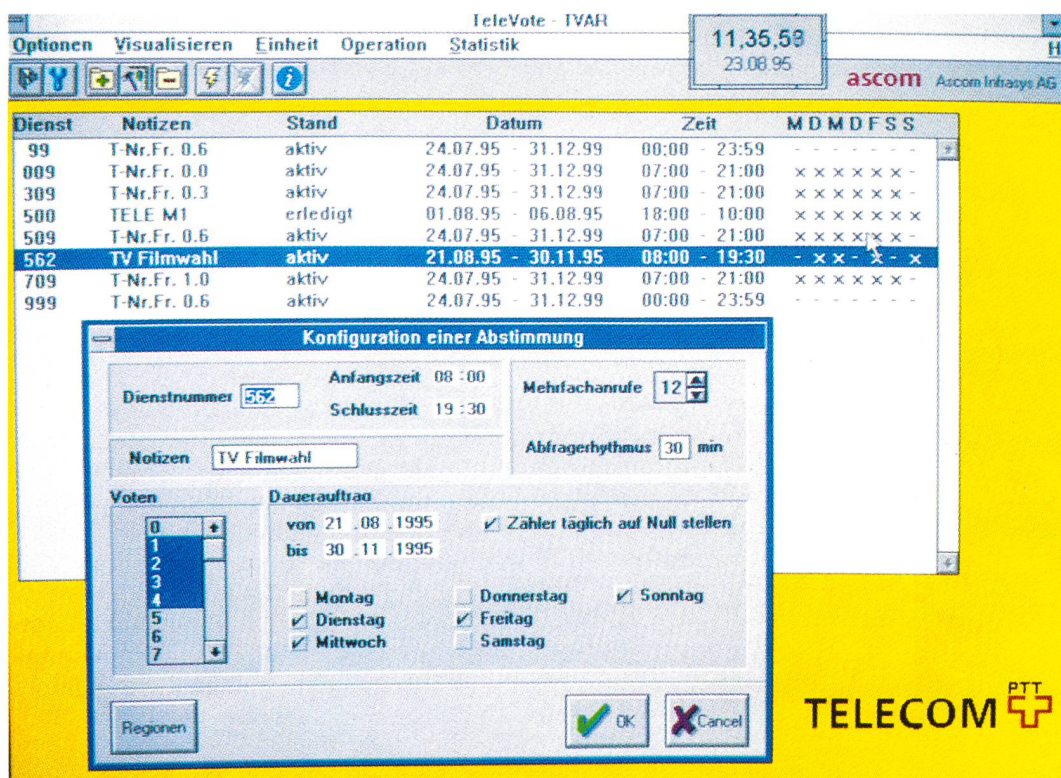 TeleVote - TVAR
Optionen Visualisieren Einheit Operation Statistik H
11,35,58
23.08.95
ascom Ascom Infrasys AG
Dienst Notizen Stand Datum Zeit M D M D F S S
99 T-Nr.Fr. 0.6 aktiv 24.07.95 - 31.12.99 00:00 - 23:59 - - - - - - -
009 T-Nr.Fr. 0.0 aktiv 24.07.95 - 31.12.99 07:00 - 21:00 x x x x x x -
309 T-Nr.Fr. 0.3 aktiv 24.07.95 - 31.12.99 07:00 - 21:00 x x x x x x -
500 TELE M1 erledigt 01.08.95 - 06.08.95 18:00 - 10:00 x x x x x x x
509 T-Nr.Fr. 0.6 aktiv 24.07.95 - 31.12.99 07:00 - 21:00 x x x x x x -
562 TV Filmwahl aktiv 21.08.95 - 30.11.95 08:00 - 19:30 - x x - x - x
709 T-Nr.Fr. 1.0 aktiv 24.07.95 - 31.12.99 07:00 - 21:00 x x x x x x -
999 T-Nr.Fr. 0.6 aktiv 24.07.95 - 31.12.99 00:00 - 23:59 - - - - - - -
Konfiguration einer Abstimmung
Dienstnummer 562
Anfangszeit 08 : 00
Schlusszeit 19 : 30
Mehrfachanrufe 12
Abfragerhythmus 30 min
Notizen TV Filmwahl
Voten
0
1
2
3
4
5
6
7
Dauerauftrag
von 21 .08 .1995
bis 30 .11 .1995
Zähler täglich auf Null stellen
Montag Donnerstag Sonntag
Dienstag Freitag
Mittwoch Samstag
Regionen OK Cancel
PTT
TELECOM